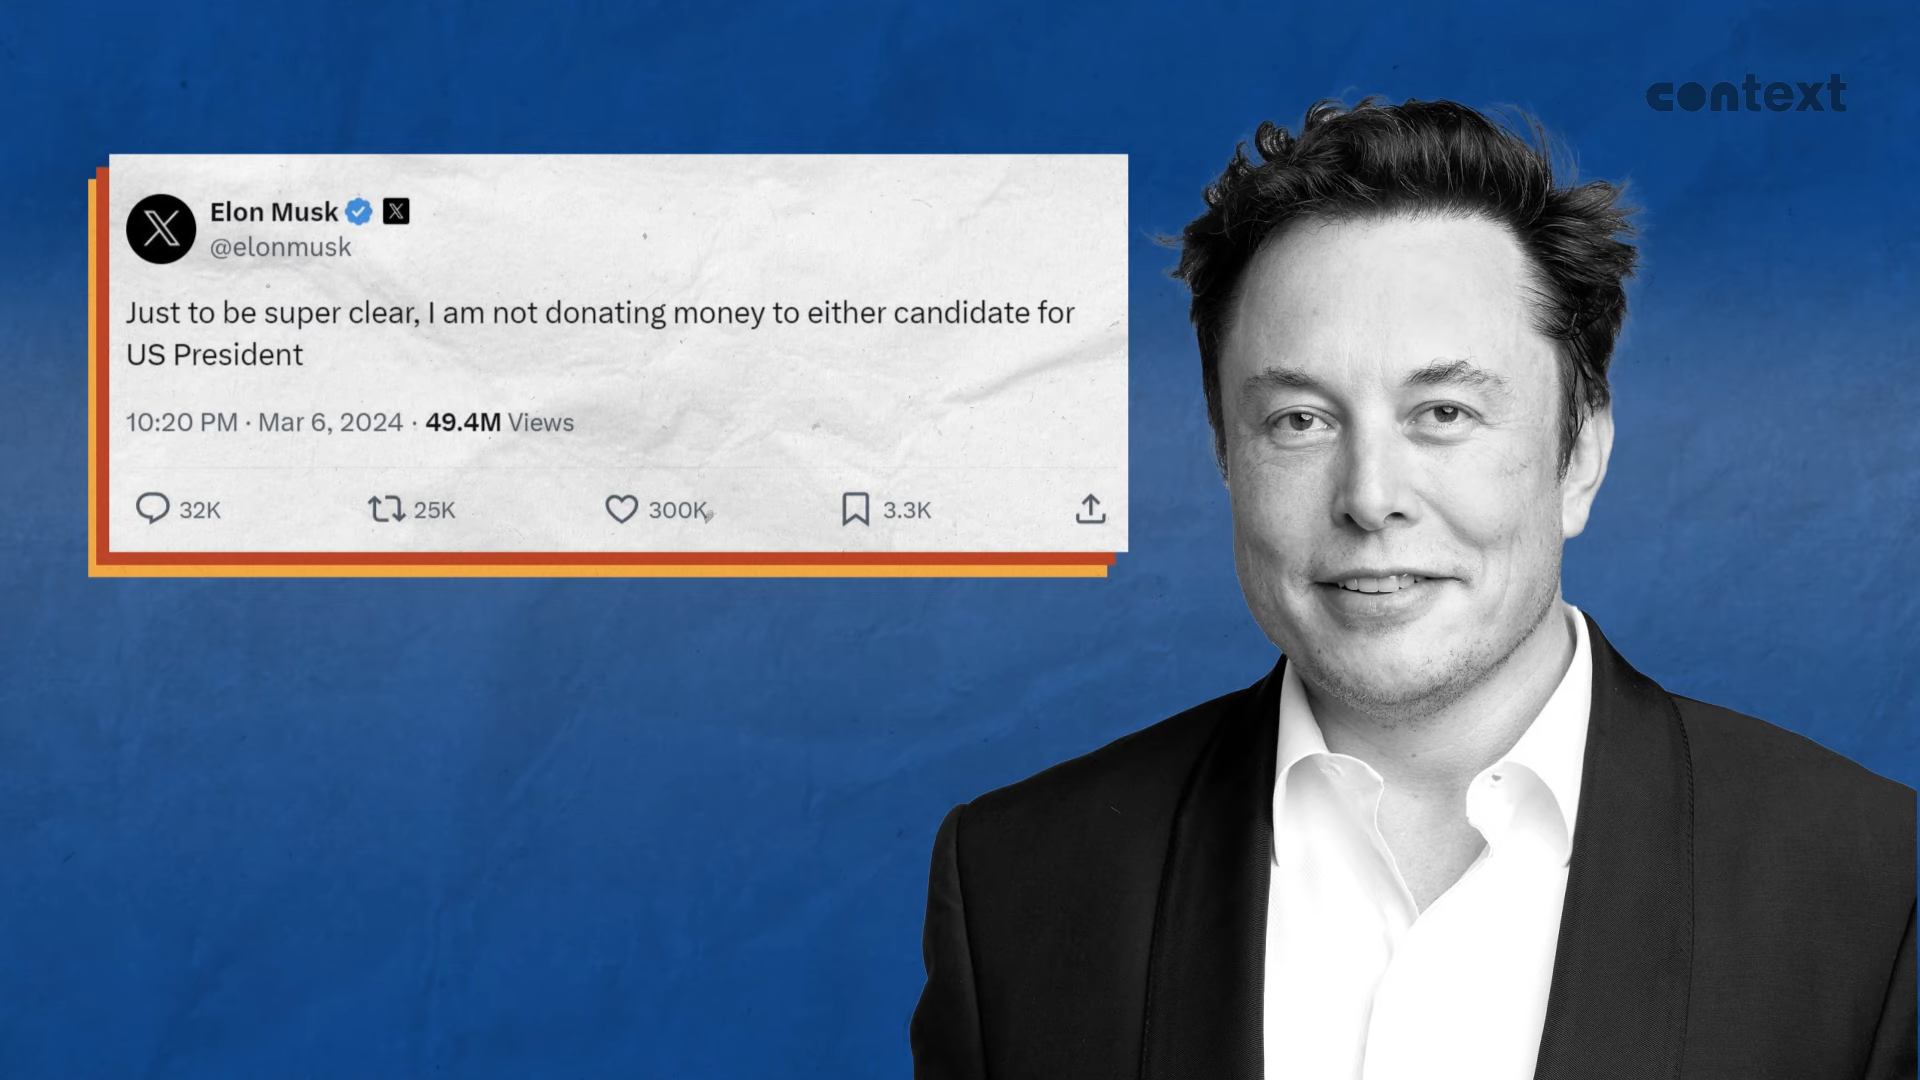 context
Elon Musk
@elonmusk
Just to be super clear, I am not donating money to either candidate for
US President
10:20 PM · Mar 6, 2024 · 49.4M Views
32K 25K 300K 3.3K